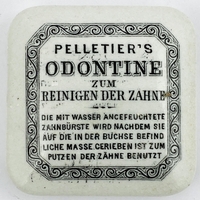 PELLETIER'S
ODONTINE
ZUM
REINIGEN DER ZÄHNE
DIE MIT WASSER ANGEFEUCHTETE
ZAHNBÜRSTE WIRD NACHDEM SIE
AUF DIE IN DER BÜCHSE BEFIND
LICHE MASSE GERIEBEN IST ZUM
PUTZEN DER ZÄHNE BENUTZT